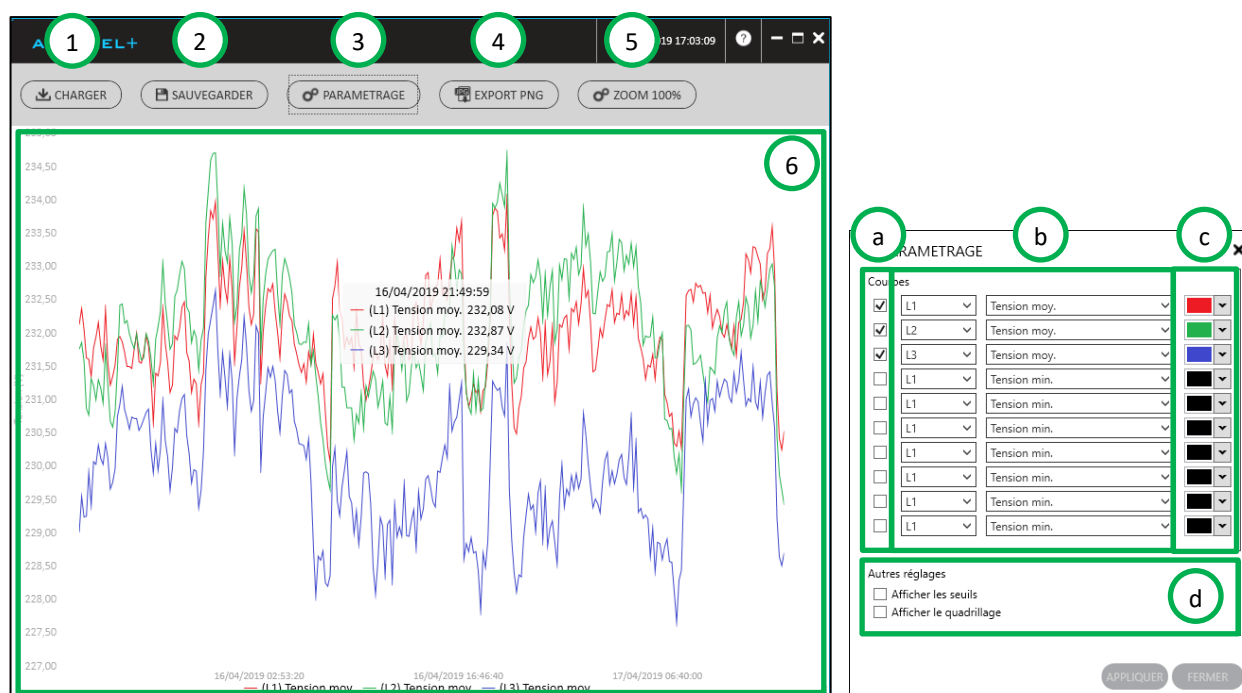 1
2
3
4
5
EL+
019 17:03:09
?
CHARGER
SAUVEGARDER
PARAMETRAGE
EXPORT PNG
ZOOM 100%
6
234,50
234,00
233,50
233,00
232,50
232,00
231,50
231,00
230,50
230,00
229,50
229,00
228,50
228,00
227,50
227,00
16/04/2019 21:49:59
(L1) Tension moy. 232,08 V
(L2) Tension moy. 232,87 V
(L3) Tension moy. 229,34 V
16/04/2019 02:53:20
16/04/2019 16:46:40
17/04/2019 06:40:00
(L1) Tension moy.
(L2) Tension moy.
(L3) Tension moy.
a
b
c
RAMETRAGE
Courbes
L1 Tension moy.
L2 Tension moy.
L3 Tension moy.
L1 Tension min.
L1 Tension min.
L1 Tension min.
L1 Tension min.
L1 Tension min.
L1 Tension min.
L1 Tension min.
Autres réglages
Afficher les seuils
Afficher le quadrillage
d
APPLIQUER
FERMER